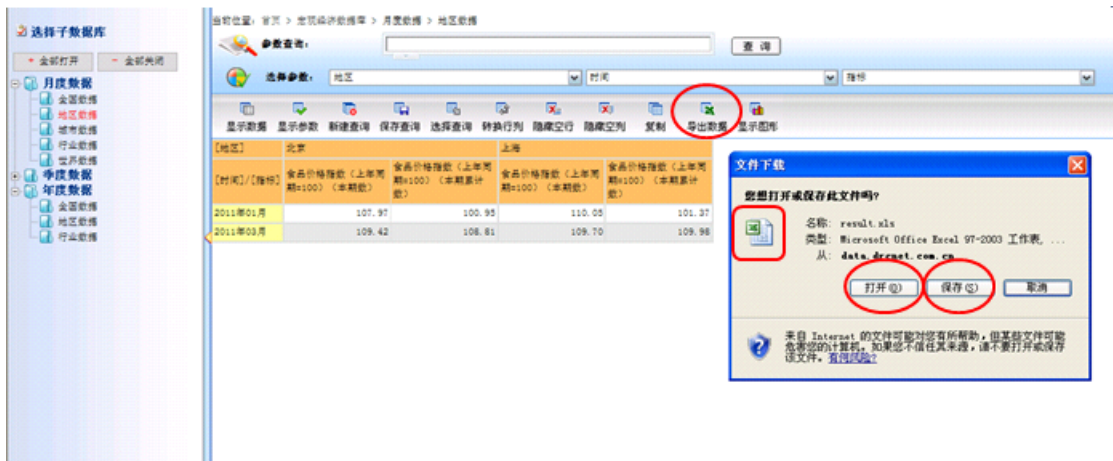 当前位置：首页 > 宏观经济数据库 > 月度数据 > 地区数据
选择子数据库
+ 全部打开
- 全部关闭
月度数据
全国数据
地区数据
城市数据
行业数据
世界数据
季度数据
年度数据
全国数据
地区数据
行业数据
参数查询：
查 询
选择参数：
地区
时间
指标
显示数据 显示参数 新建查询 保存查询 选择查询 转换行列 隐藏空行 隐藏空列 复制 导出数据 显示图形
[地区] 北京 上海
[时间]/[指标]
食品价格指数（上年同
期=100）（本期数）
食品价格指数（上年同
期=100）（本期累计
数）
食品价格指数（上年同
期=100）（本期数）
食品价格指数（上年同
期=100）（本期累计
数）
2011年01月 107.97 100.95 110.05 101.37
2011年03月 109.42 108.81 109.70 109.98
文件下载
您想打开或保存此文件吗?
名称: result.xls
类型: Microsoft Office Excel 97-2003 工作表, ...
从: data.drcnet.com.cn
打开(O)
保存(S)
取消
来自 Internet 的文件可能对您有所帮助，但某些文件可能
危害您的计算机。如果您不信任其来源，请不要打开或保存
该文件。有何风险?